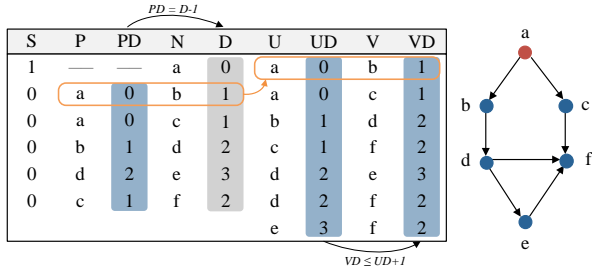 PD = D-1
S P PD N D U UD V VD
1 — — a 0 a 0 b 1
0 a 0 b 1 a 0 c 1
0 a 0 c 1 b 1 d 2
0 b 1 d 2 c 1 f 2
0 d 2 e 3 d 2 e 3
0 c 1 f 2 d 2 f 2
e 3 f 2
VD ≤ UD+1
a
b c
d f
e